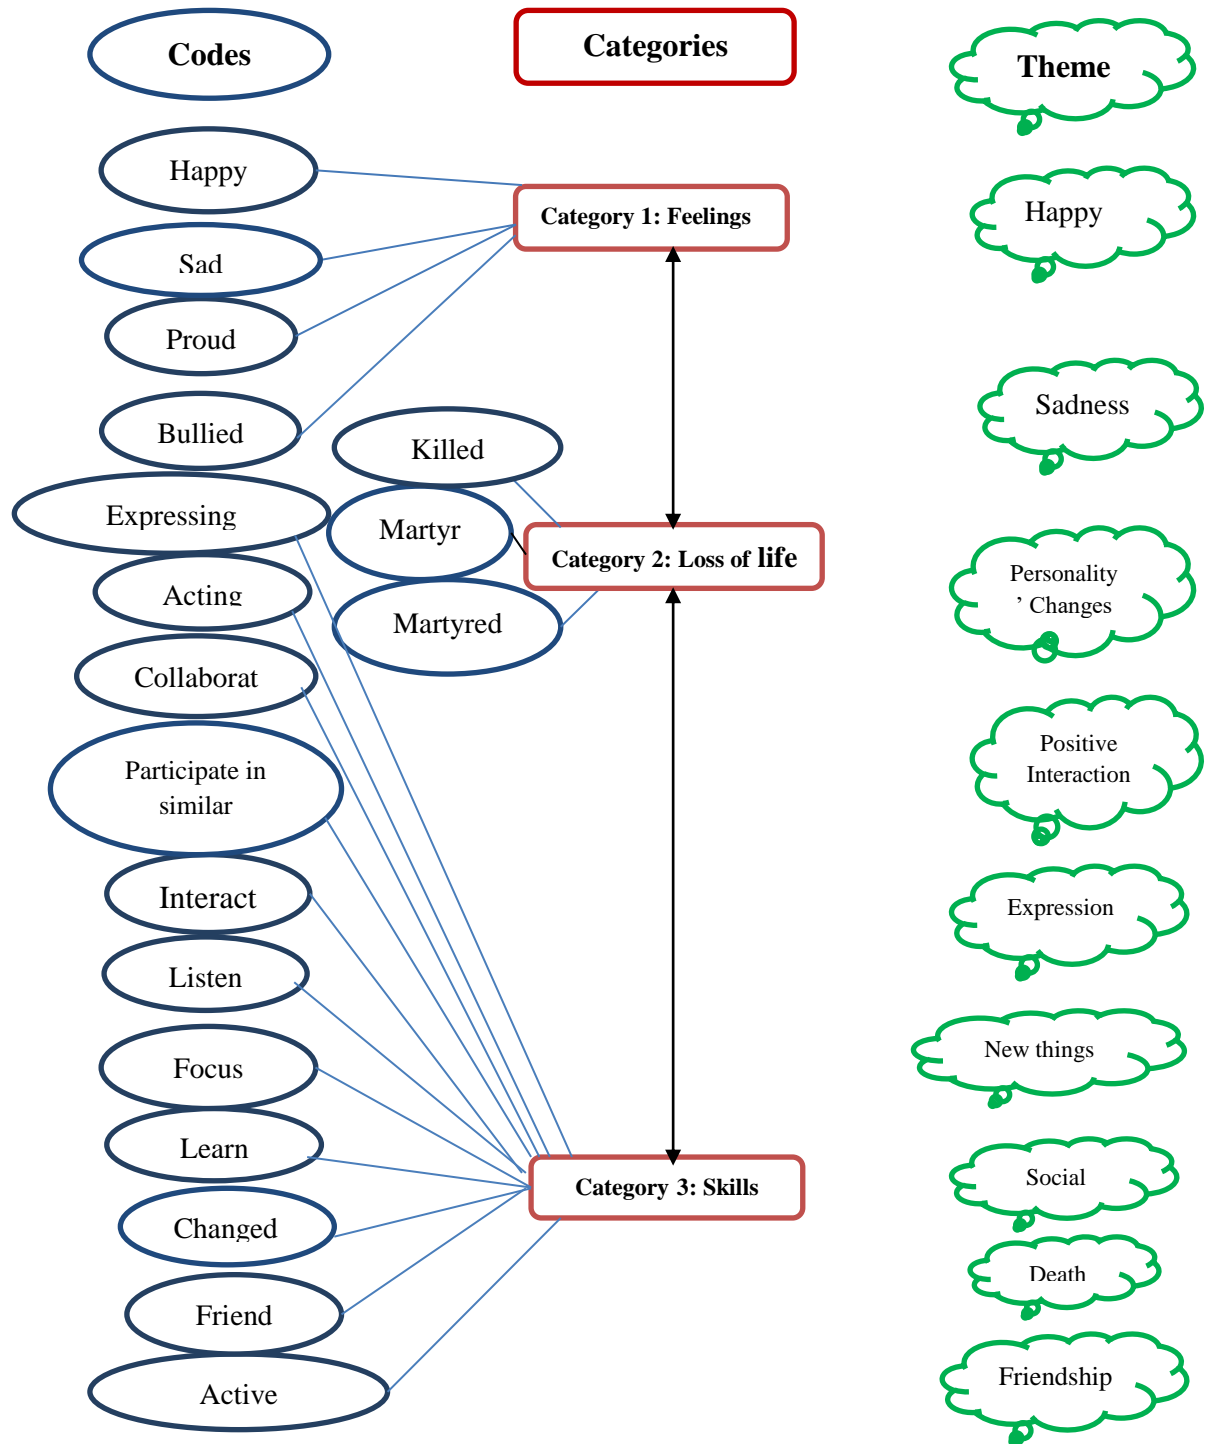 Codes
Categories
Theme
Happy
Sad
Proud
Bullied
Expressing
Acting
Collaborat
Participate in
similar
Interact
Listen
Focus
Learn
Changed
Friend
Active
Killed
Martyr
Martyred
Category 1: Feelings
Category 2: Loss of life
Category 3: Skills
Happy
Sadness
Personality
’ Changes
Positive
Interaction
Expression
New things
Social
Death
Friendship